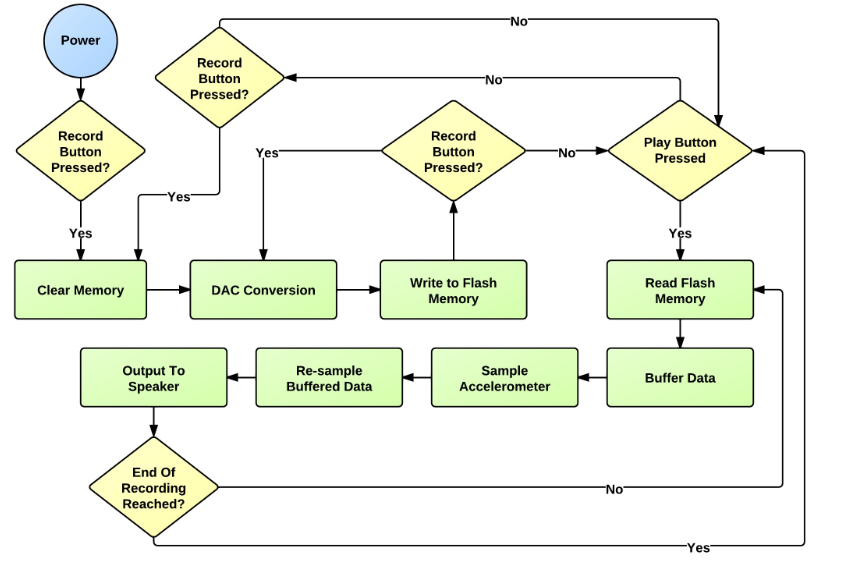 Power
No
Record
Button
Pressed?
No
Record
Button
Pressed?
Record
Button
Pressed?
Yes
No
Play Button
Pressed
Yes
Yes
Yes
Clear Memory
DAC Conversion
Write to Flash
Memory
Read Flash
Memory
Output To
Speaker
Re-sample
Buffered Data
Sample
Accelerometer
Buffer Data
End Of
Recording
Reached?
No
Yes